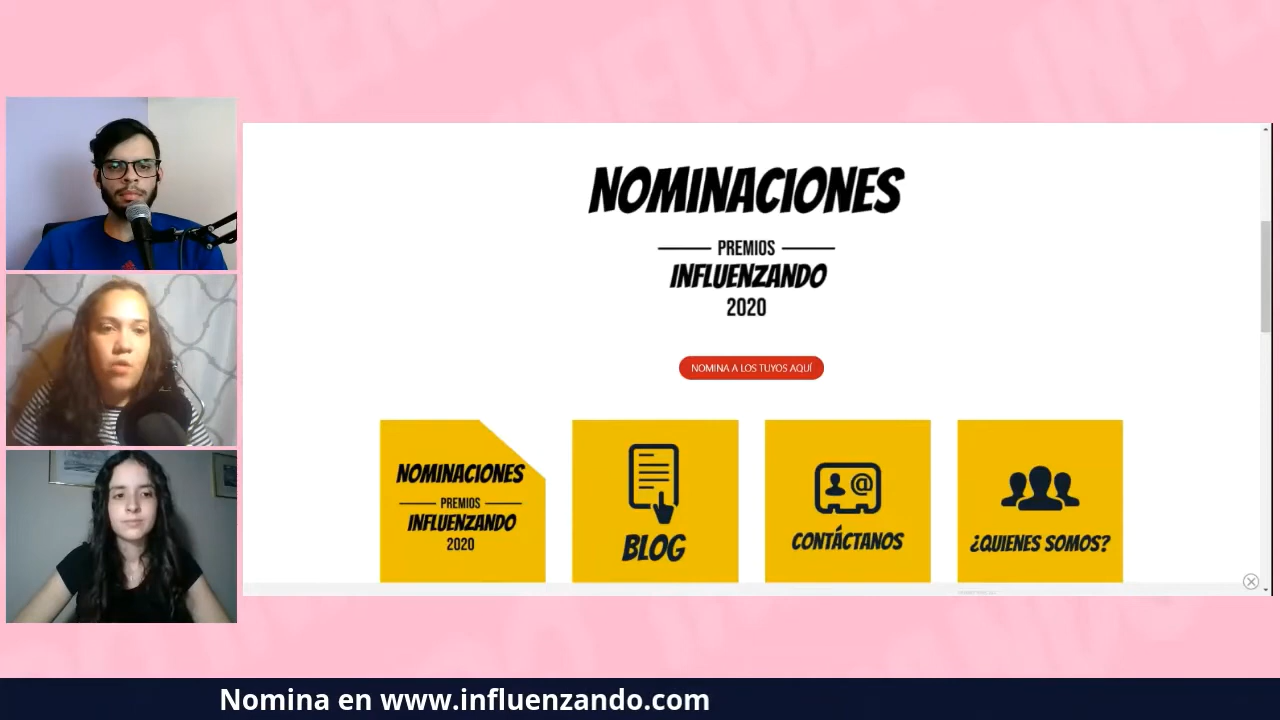 NOMINACIONES
PREMIOS
INFLUENZANDO
2020
NOMINA A LOS TUYOS AQUÍ
NOMINACIONES
PREMIOS
INFLUENZANDO
2020
BLOG
CONTÁCTANOS
¿QUIENES SOMOS?
Nomina en www.influenzando.com